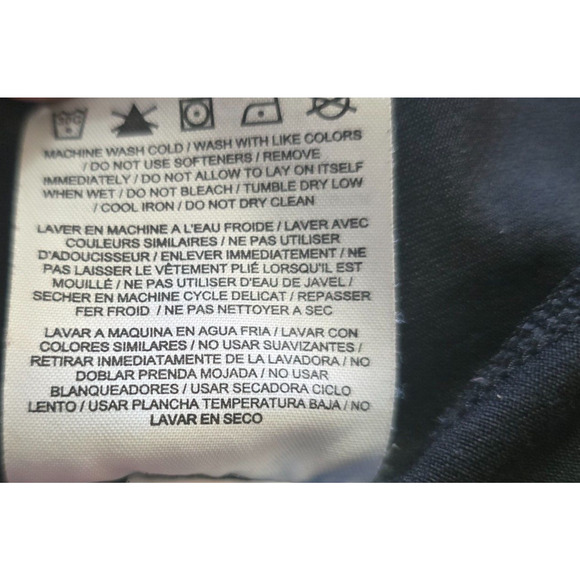 MACHINE WASH COLD / WASH WITH LIKE COLORS
/ DO NOT USE SOFTENERS / REMOVE
IMMEDIATELY / DO NOT ALLOW TO LAY ON ITSELF
WHEN WET / DO NOT BLEACH / TUMBLE DRY LOW
/ COOL IRON / DO NOT DRY CLEAN
LAVER EN MACHINE A L'EAU FROIDE / LAVER AVEC
COULEURS SIMILAIRES / NE PAS UTILISER
D'ADOUCISSEUR / ENLEVER IMMEDIATEMENT / NE
PAS LAISSER LE VÊTEMENT PLIÉ LORSQU'IL EST
MOUILLÉ / NE PAS UTILISER D'EAU DE JAVEL /
SECHER EN MACHINE CYCLE DELICAT / REPASSER
FER FROID / NE PAS NETTOYER A SEC
LAVAR A MAQUINA EN AGUA FRIA / LAVAR CON
COLORES SIMILARES / NO USAR SUAVIZANTES /
RETIRAR INMEDIATAMENTE DE LA LAVADORA / NO
DOBLAR PRENDA MOJADA / NO USAR
BLANQUEADORES / USAR SECADORA CICLO
LENTO / USAR PLANCHA TEMPERATURA BAJA / NO
LAVAR EN SECO